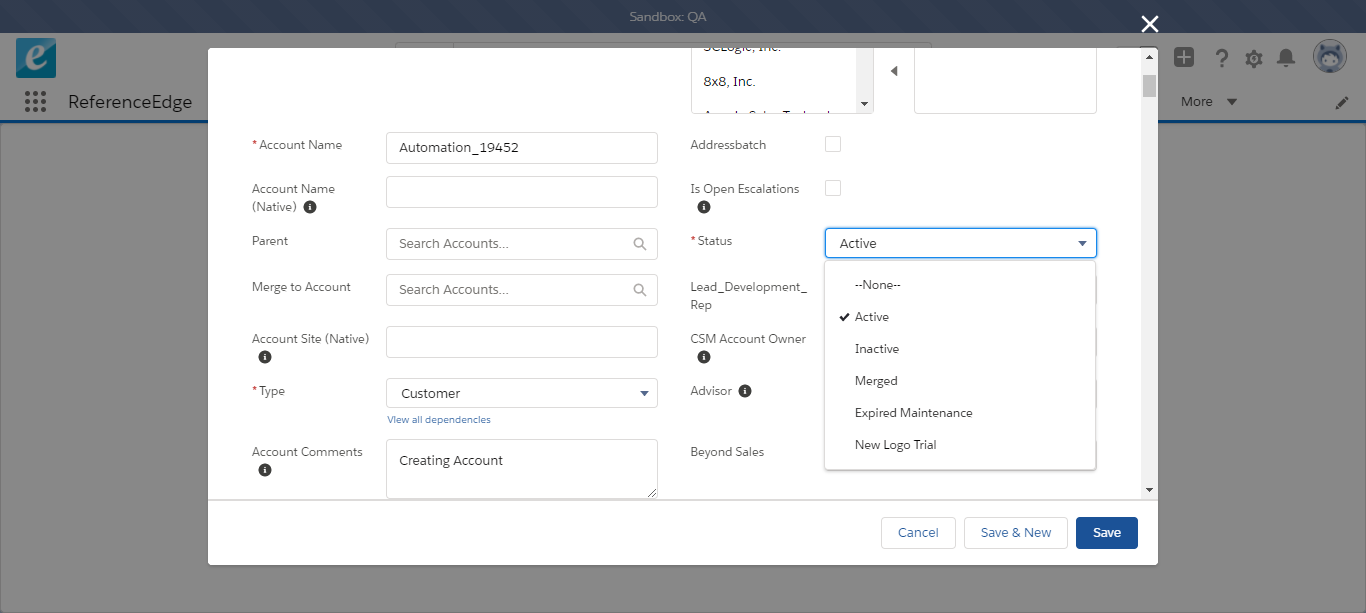 Sandbox: QA
ReferenceEdge
More
8x8, Inc.
*Account Name
Automation_19452
Addressbatch
Account Name
(Native)
Is Open Escalations
Parent
Search Accounts...
*Status
Active
--None--
Active
Inactive
Merged
Expired Maintenance
New Logo Trial
Merge to Account
Search Accounts...
Lead_Development_
Rep
Account Site (Native)
CSM Account Owner
*Type
Customer
View all dependencies
Advisor
Account Comments
Creating Account
Beyond Sales
Cancel
Save & New
Save